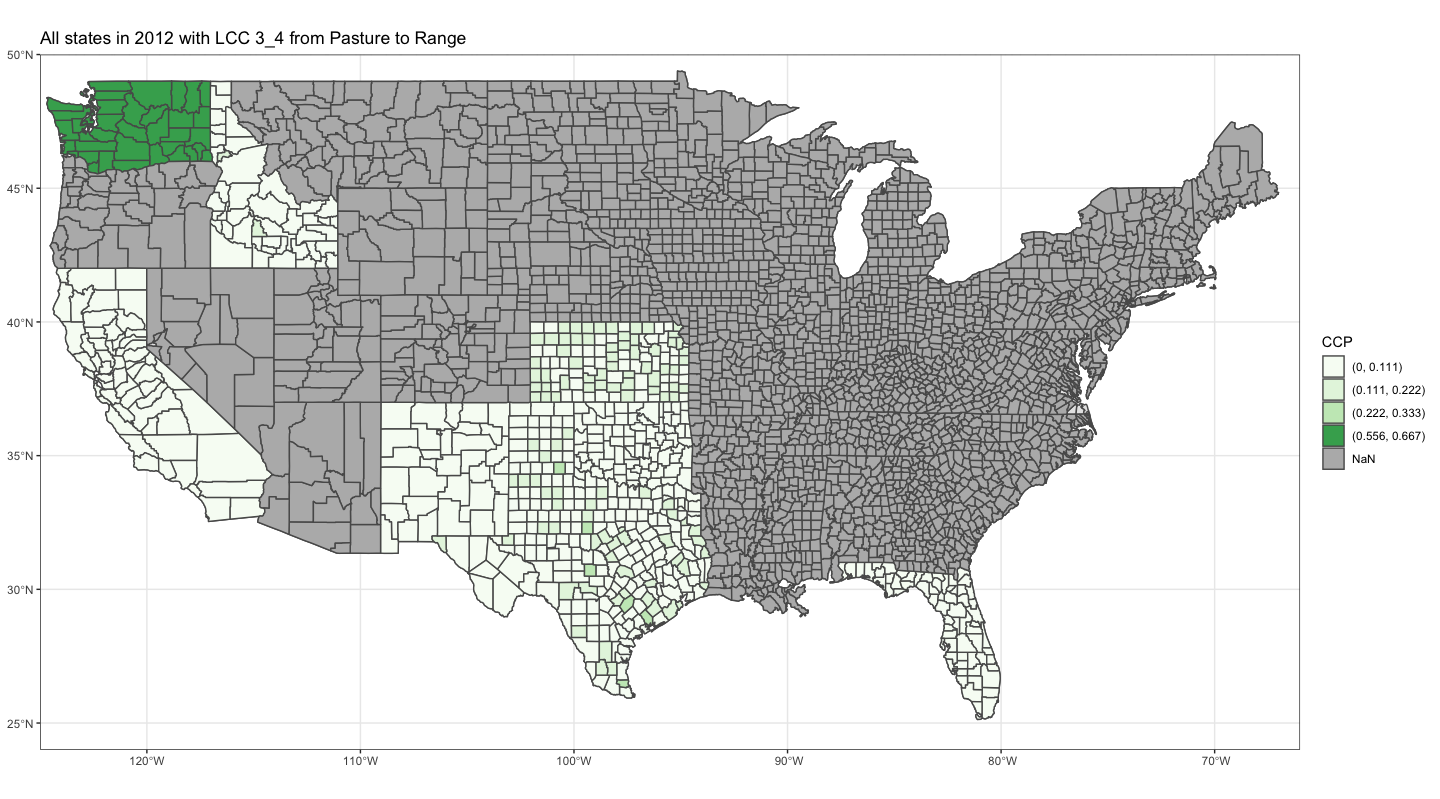 All states in 2012 with LCC 3_4 from Pasture to Range
50°N
45°N
40°N
35°N
30°N
25°N
120°W
110°W
100°W
90°W
80°W
70°W
CCP
(0, 0.111)
(0.111, 0.222)
(0.222, 0.333)
(0.556, 0.667)
NaN